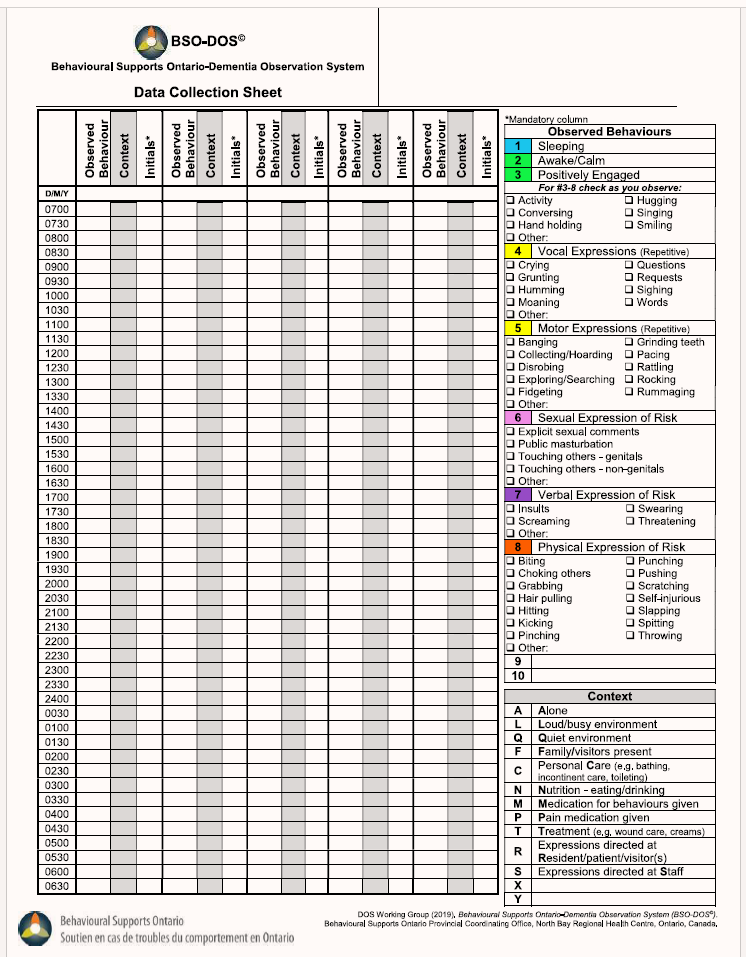 BSO-DOS©
Behavioural Supports Ontario-Dementia Observation System
Data Collection Sheet
Observed Behaviour Context Initials* Observed Behaviour Context Initials* Observed Behaviour Context Initials* Observed Behaviour Context Initials* Observed Behaviour Context Initials*
D/M/Y
0700
0730
0800
0830
0900
0930
1000
1030
1100
1130
1200
1230
1300
1330
1400
1430
1500
1530
1600
1630
1700
1730
1800
1830
1900
1930
2000
2030
2100
2130
2200
2230
2300
2330
2400
0030
0100
0130
0200
0230
0300
0330
0400
0430
0500
0530
0600
0630
*Mandatory column
Observed Behaviours
1 Sleeping
2 Awake/Calm
3 Positively Engaged
For #3-8 check as you observe:
❑ Activity ❑ Hugging
❑ Conversing ❑ Singing
❑ Hand holding ❑ Smiling
❑ Other:
4 Vocal Expressions (Repetitive)
❑ Crying ❑ Questions
❑ Grunting ❑ Requests
❑ Humming ❑ Sighing
❑ Moaning ❑ Words
❑ Other:
5 Motor Expressions (Repetitive)
❑ Banging ❑ Grinding teeth
❑ Collecting/Hoarding ❑ Pacing
❑ Disrobing ❑ Rattling
❑ Exploring/Searching ❑ Rocking
❑ Fidgeting ❑ Rummaging
❑ Other:
6 Sexual Expression of Risk
❑ Explicit sexual comments
❑ Public masturbation
❑ Touching others - genitals
❑ Touching others - non-genitals
❑ Other:
7 Verbal Expression of Risk
❑ Insults ❑ Swearing
❑ Screaming ❑ Threatening
❑ Other:
8 Physical Expression of Risk
❑ Biting ❑ Punching
❑ Choking others ❑ Pushing
❑ Grabbing ❑ Scratching
❑ Hair pulling ❑ Self-injurious
❑ Hitting ❑ Slapping
❑ Kicking ❑ Spitting
❑ Pinching ❑ Throwing
❑ Other:
9
10
Context
A Alone
L Loud/busy environment
Q Quiet environment
F Family/visitors present
C Personal Care (e.g, bathing,
incontinent care, toileting)
N Nutrition - eating/drinking
M Medication for behaviours given
P Pain medication given
T Treatment (e.g, wound care, creams)
R Expressions directed at
Resident/patient/visitor(s)
S Expressions directed at Staff
X
Y
Behavioural Supports Ontario
Soutien en cas de troubles du comportement en Ontario
DOS Working Group (2019), Behavioural Supports Ontario-Dementia Observation System (BSO-DOS©).
Behavioural Supports Ontario Provincial Coordinating Office, North Bay Regional Health Centre, Ontario, Canada.